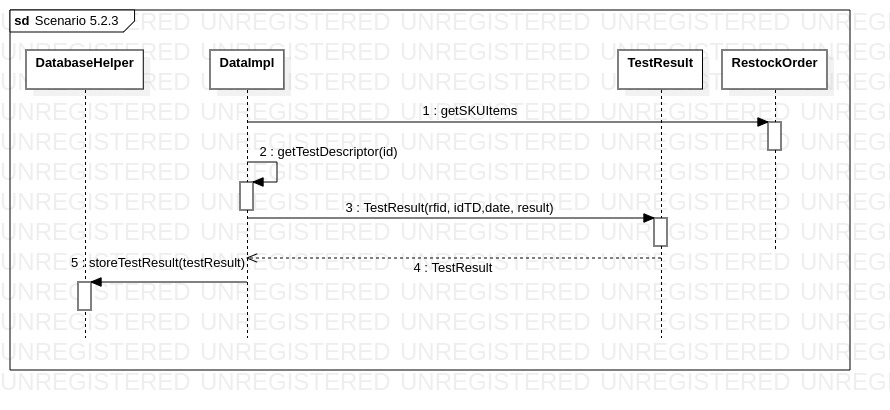 sd Scenario 5.2.3
DatabaseHelper
DataImpl
TestResult
RestockOrder
1 : getSKUItems
2 : getTestDescriptor(id)
3 : TestResult(rfid, idTD,date, result)
5 : storeTestResult(testResult)
4 : TestResult
UNREGISTERED UNREGISTERED UNREGISTERED UNREGISTERED UNREGISTERED